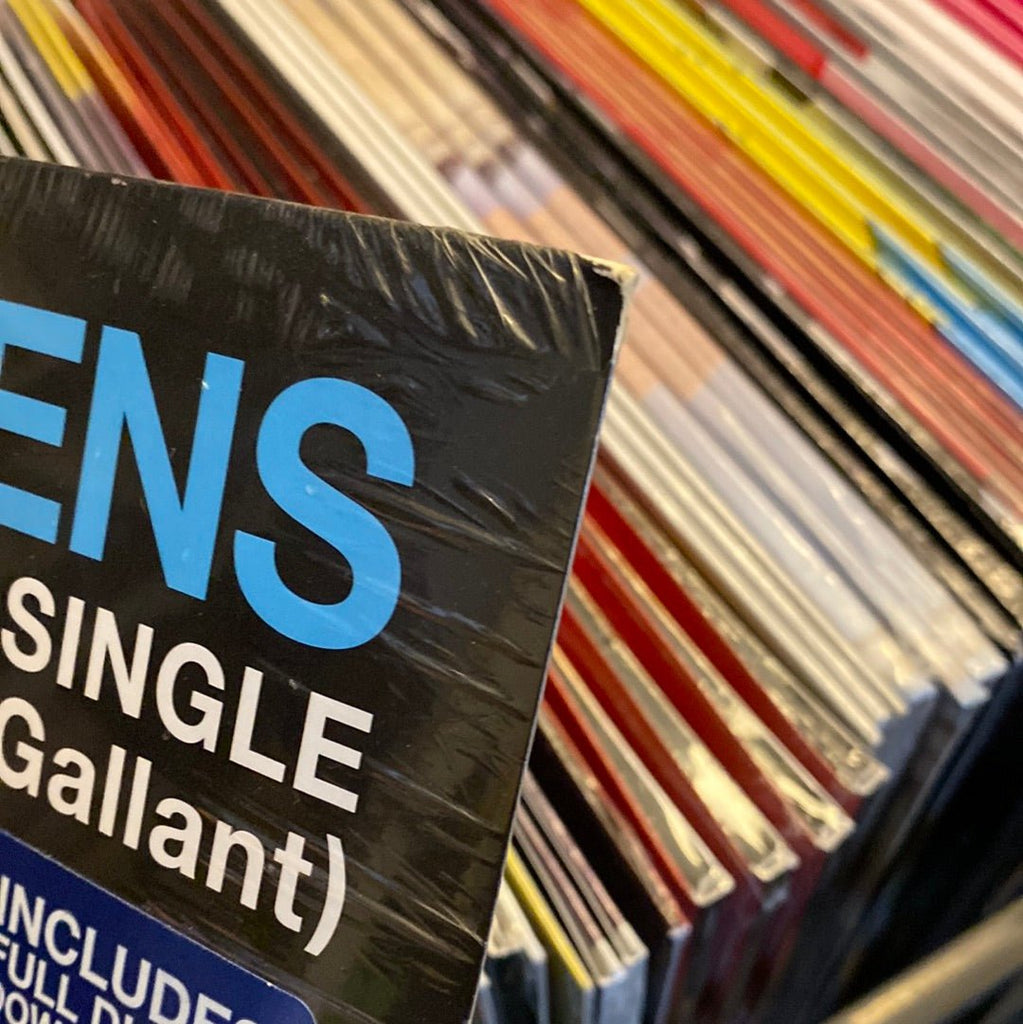 ENS
SINGLE
Gallant)
INCLUDES
FULL